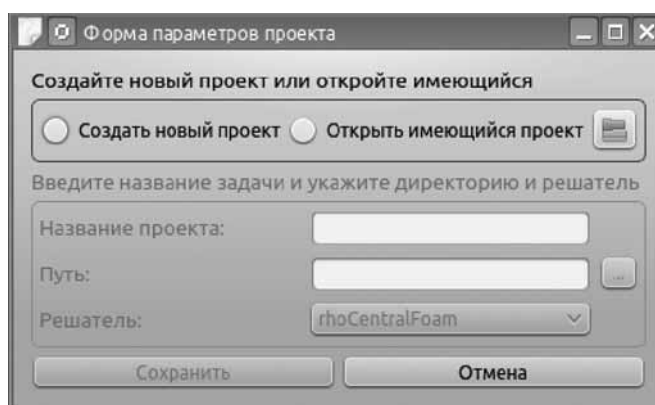 Форма параметров проекта
Создайте новый проект или откройте имеющийся
Создать новый проект Открыть имеющийся проект
Введите название задачи и укажите директорию и решатель
Название проекта:
Путь: ...
Решатель: rhoCentralFoam
Сохранить Отмена